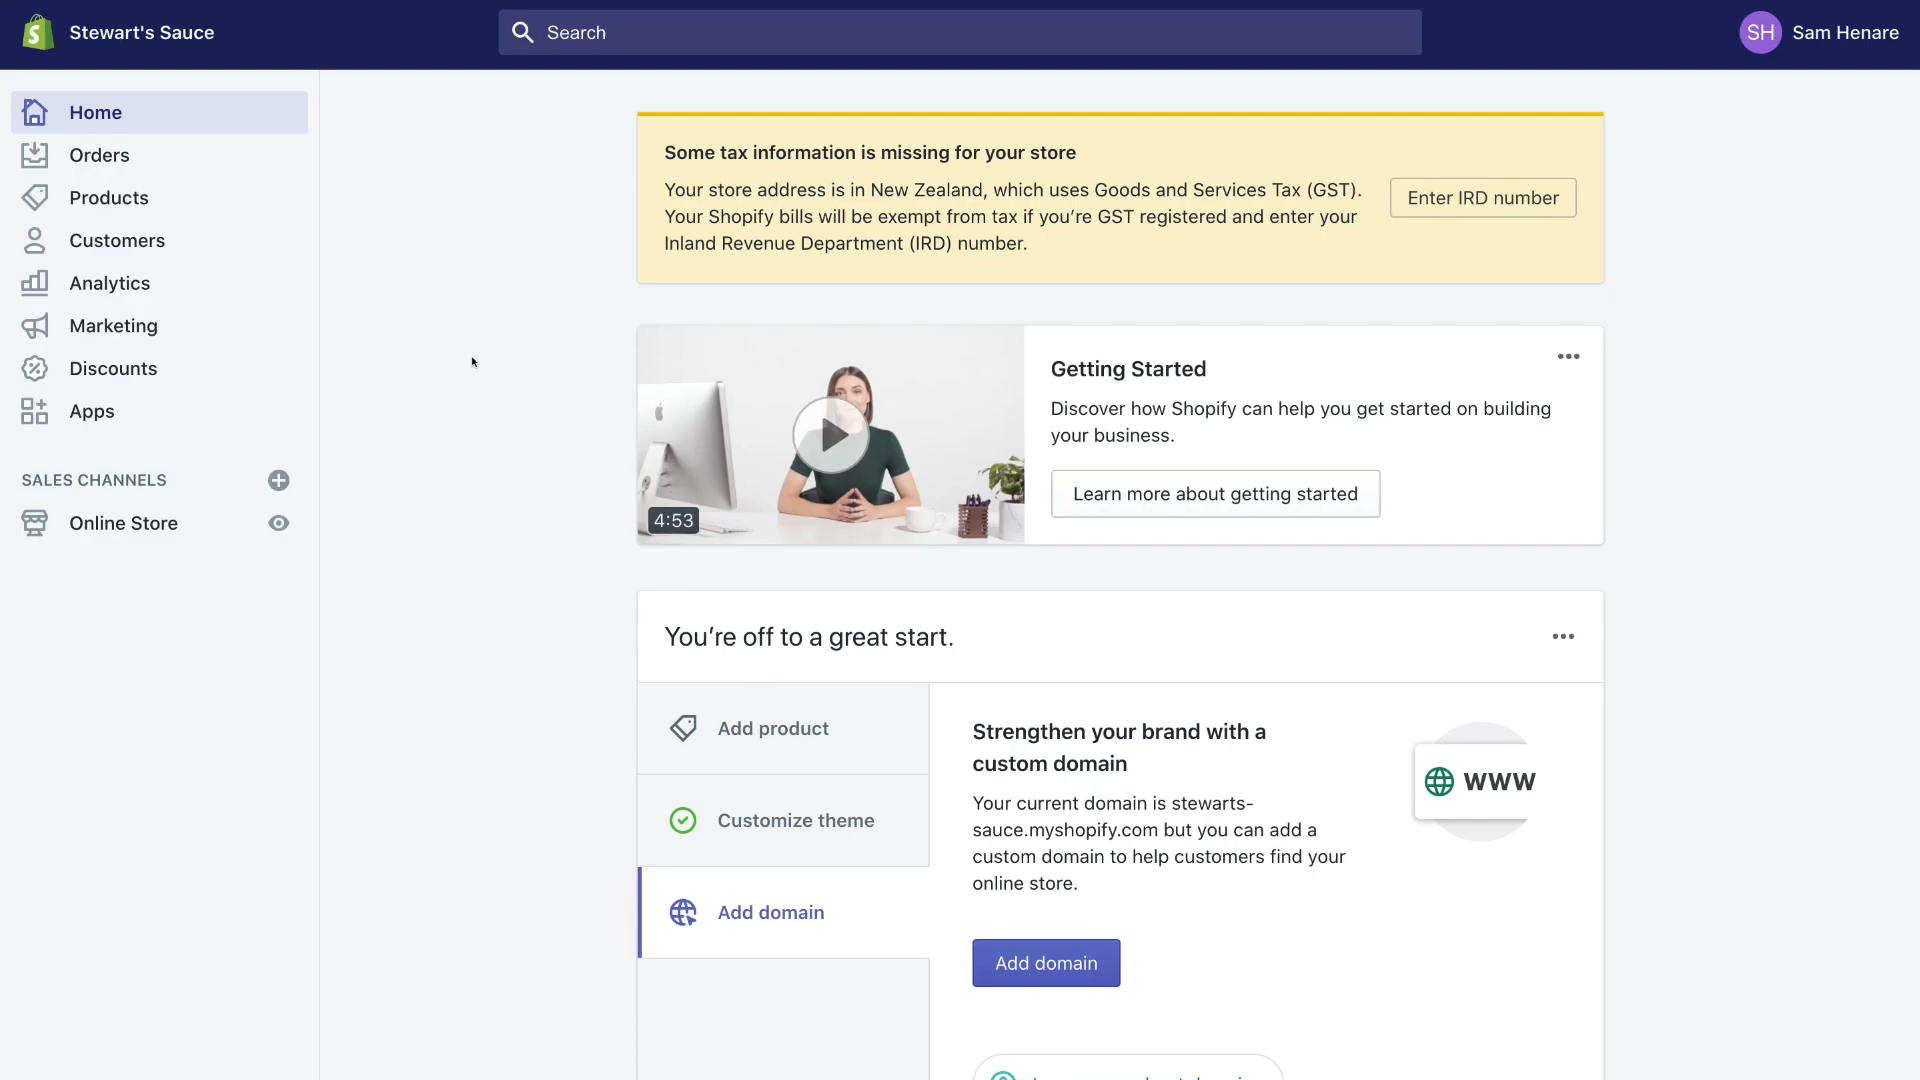 Stewart's Sauce
Search
SH Sam Henare
Home
Orders
Products
Customers
Analytics
Marketing
Discounts
Apps
SALES CHANNELS
Online Store
Some tax information is missing for your store
Your store address is in New Zealand, which uses Goods and Services Tax (GST).
Your Shopify bills will be exempt from tax if you’re GST registered and enter your
Inland Revenue Department (IRD) number.
Enter IRD number
4:53
Getting Started
Discover how Shopify can help you get started on building
your business.
Learn more about getting started
You’re off to a great start.
Add product
Customize theme
Add domain
Strengthen your brand with a
custom domain
Your current domain is stewarts-
sauce.myshopify.com but you can add a
custom domain to help customers find your
online store.
Add domain
WWW